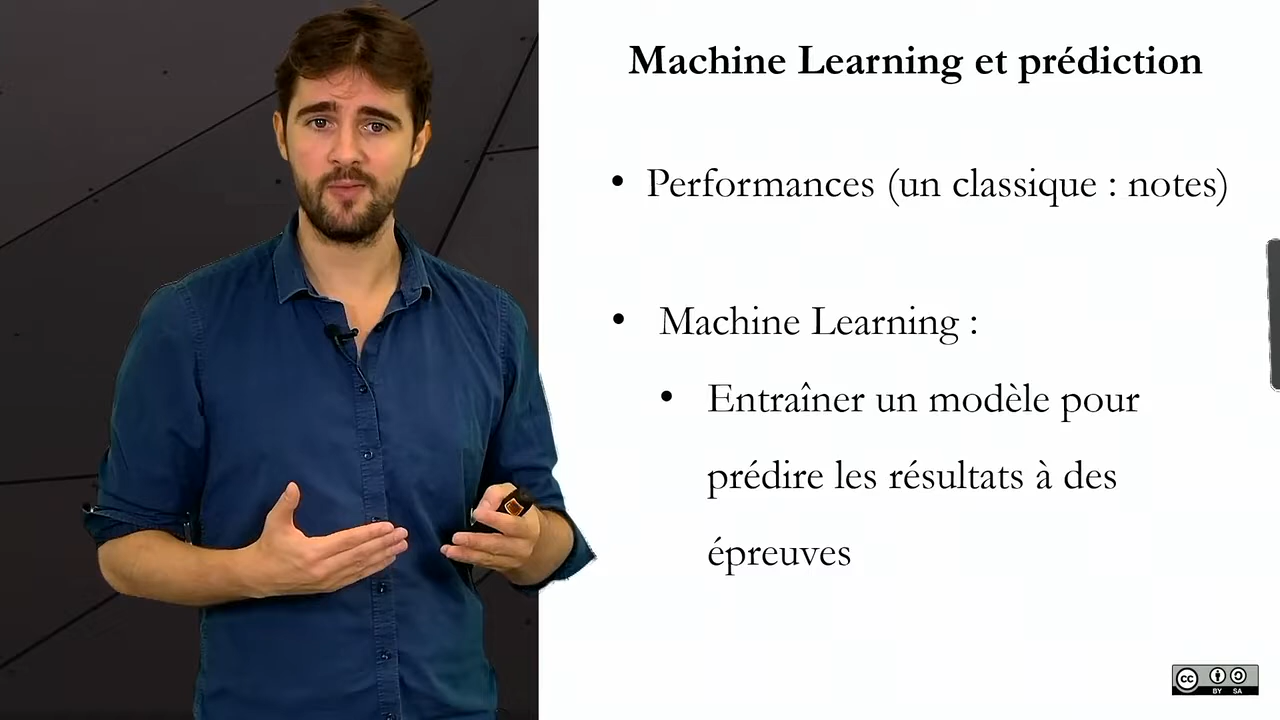 Machine Learning et prédiction
• Performances (un classique : notes)
• Machine Learning :
• Entraîner un modèle pour
prédire les résultats à des
épreuves
cc
BY SA